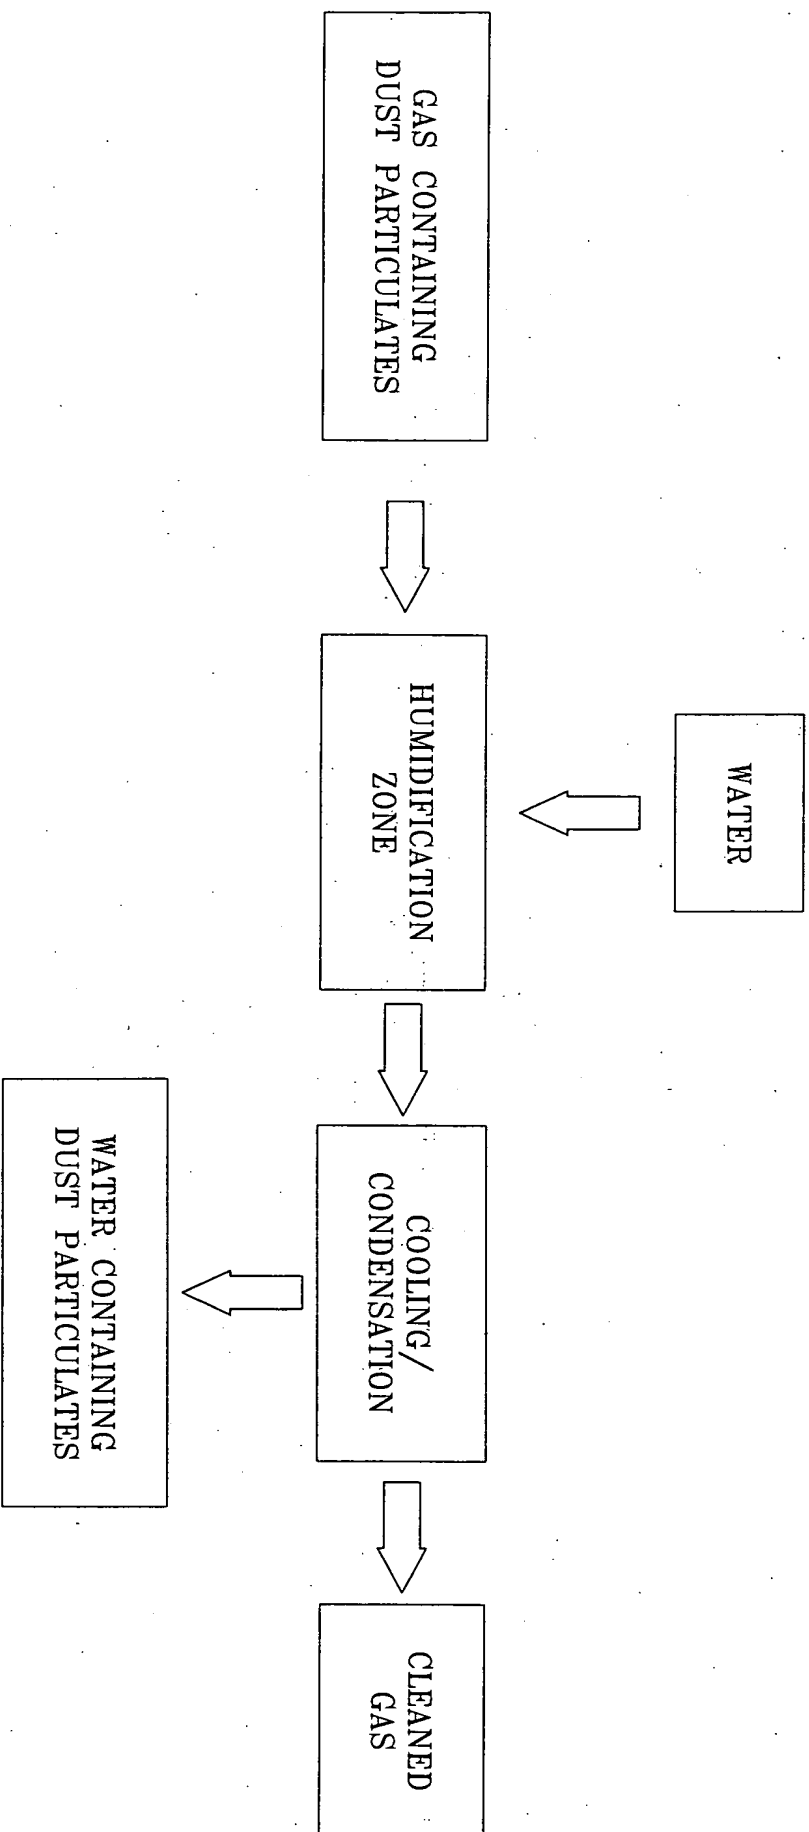 WATER
GAS CONTAINING
DUST PARTICULATES
HUMIDIFICATION
ZONE
COOLING/
CONDENSATION
CLEANED
GAS
WATER CONTAINING
DUST PARTICULATES